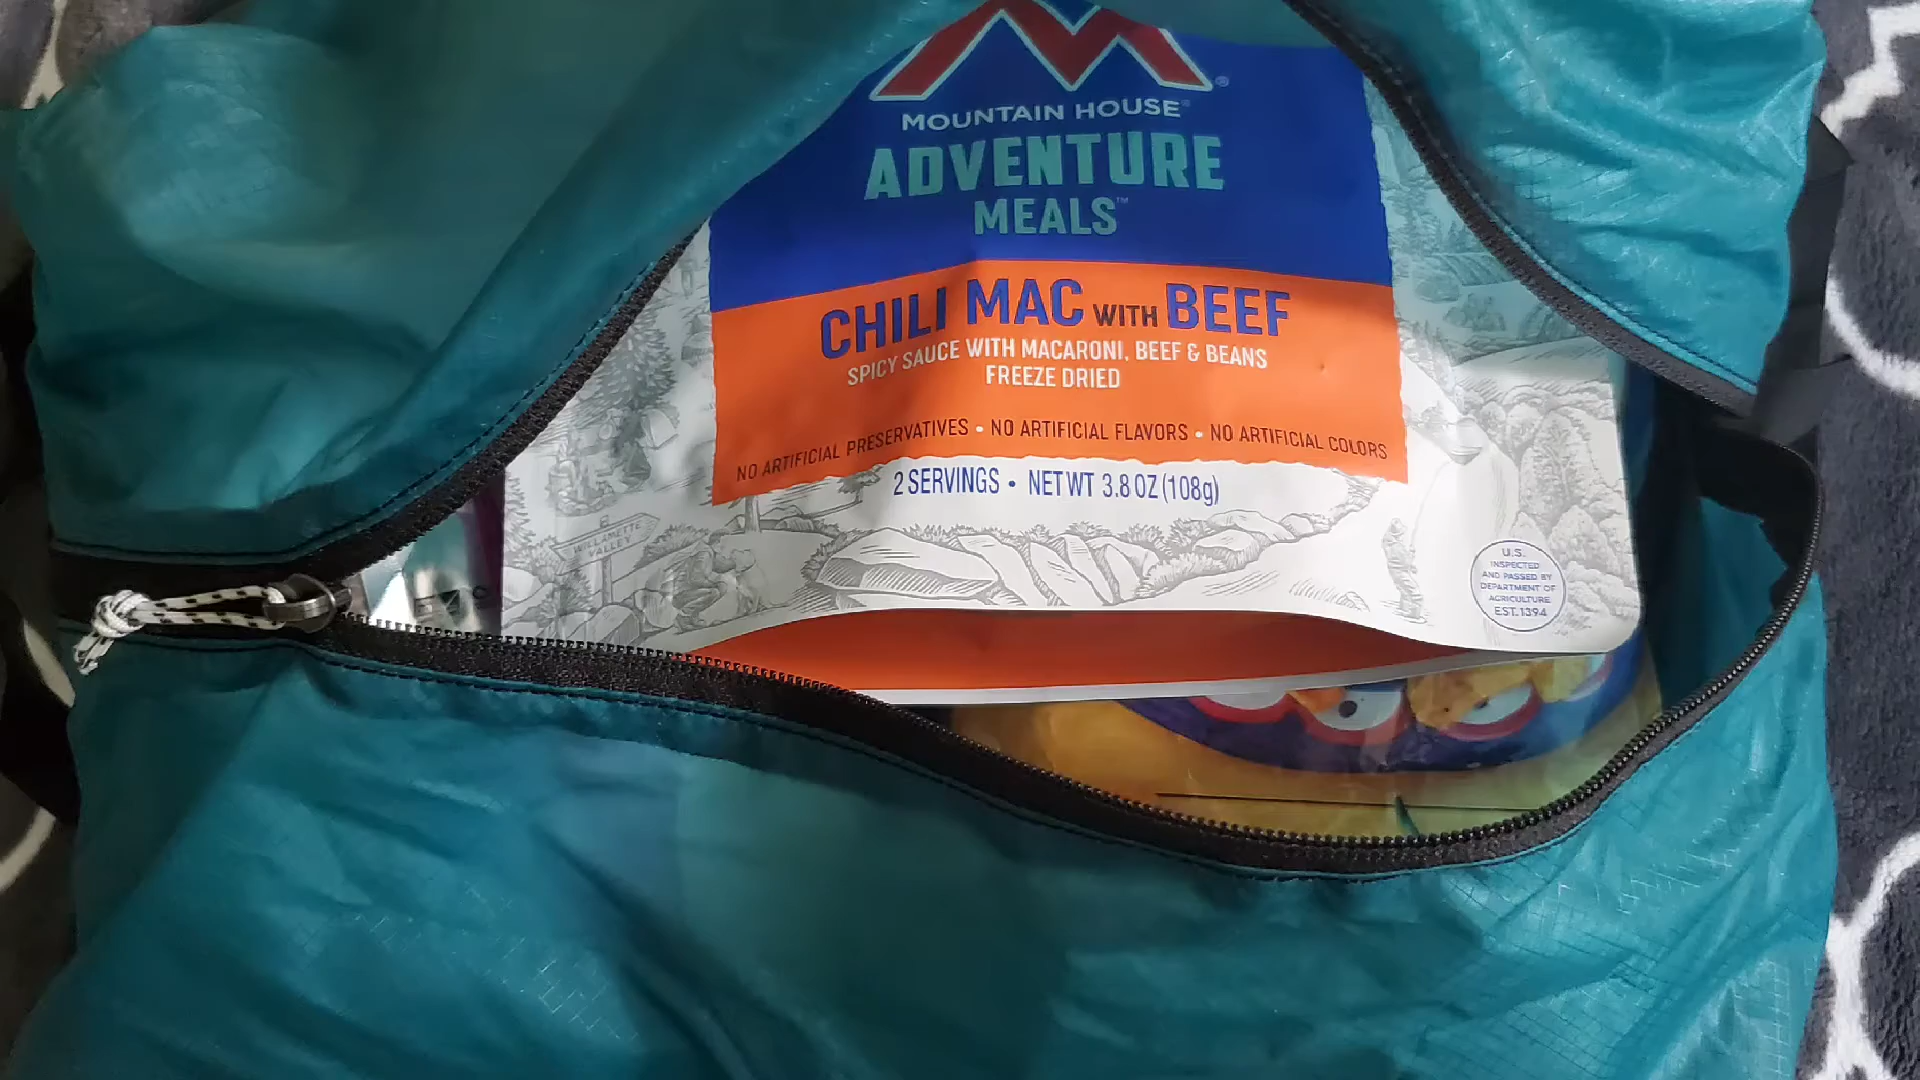 MOUNTAIN HOUSE®
ADVENTURE
MEALS™
CHILI MAC WITH BEEF
SPICY SAUCE WITH MACARONI, BEEF & BEANS
FREEZE DRIED
NO ARTIFICIAL PRESERVATIVES • NO ARTIFICIAL FLAVORS • NO ARTIFICIAL COLORS
2 SERVINGS • NET WT 3.8 OZ (108g)
WILLAMETTE
VALLEY
U.S.
INSPECTED
AND PASSED BY
DEPARTMENT OF
AGRICULTURE
EST. 1394